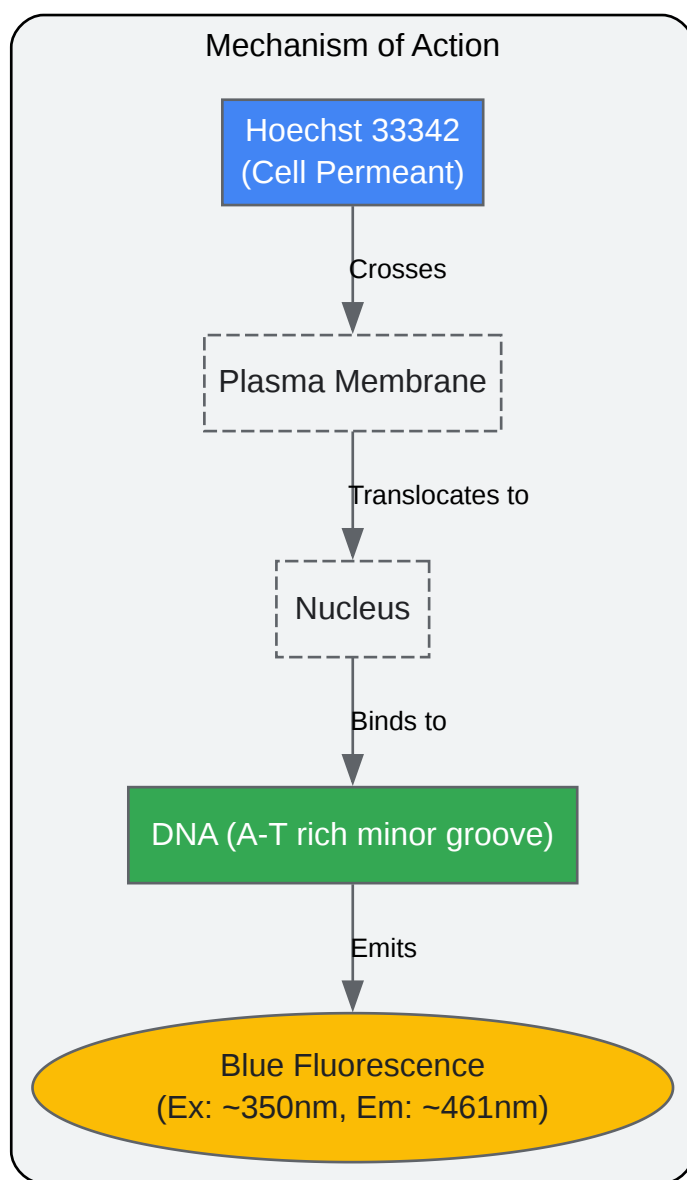 Mechanism of Action
Hoechst 33342
(Cell Permeant)
Crosses
Plasma Membrane
Translocates to
Nucleus
Binds to
DNA (A-T rich minor groove)
Emits
Blue Fluorescence
(Ex: ~350nm, Em: ~461nm)